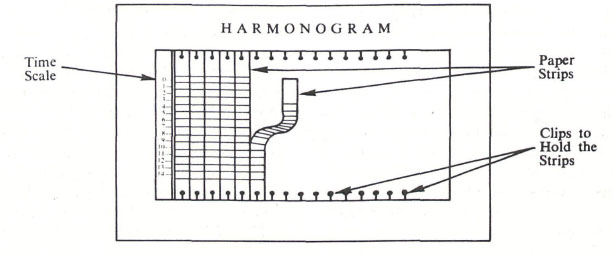 HARMONOGRAM
Time
Scale
Paper
Strips
Clips to
Hold the
Strips
0
1
2
3
4
5
6
7
8
9
10
11
12
13
14